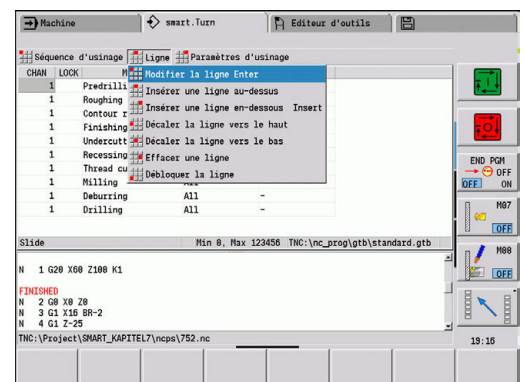 Machine
smart.Turn
Editeur d'outils
Séquence d'usinage Ligne Paramètres d'usinage
CHAN LOCK M
Modifier la ligne Enter
Insérer une ligne au-dessus
Insérer une ligne en-dessous Insert
Décaler la ligne vers le haut
Décaler la ligne vers le bas
Effacer une ligne
Débloquer la ligne
1 Predrilli
1 Roughing
1 Contour r
1 Finishing
1 Undercutt
1 Recessing
1 Thread cu
1 Milling All
1 Deburring All -
1 Drilling All -
Slide Min 0, Max 123456 TNC:\nc_prog\gtb\standard.gtb
N 1 G20 X60 Z100 K1
FINISHED
N 2 G0 X0 Z0
N 3 G1 X16 BR-2
N 4 G1 Z-25
TNC:\Project\SMART_KAPITEL7\ncps\752.nc
END PGM
OFF
OFF ON
M07
OFF
M08
OFF
19:16